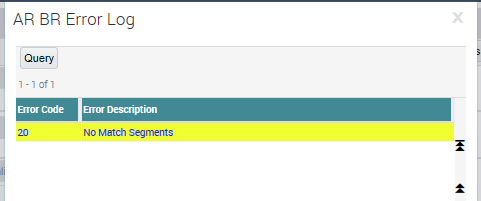 AR BR Error Log
Query
1 - 1 of 1
Error Code Error Description
20 No Match Segments